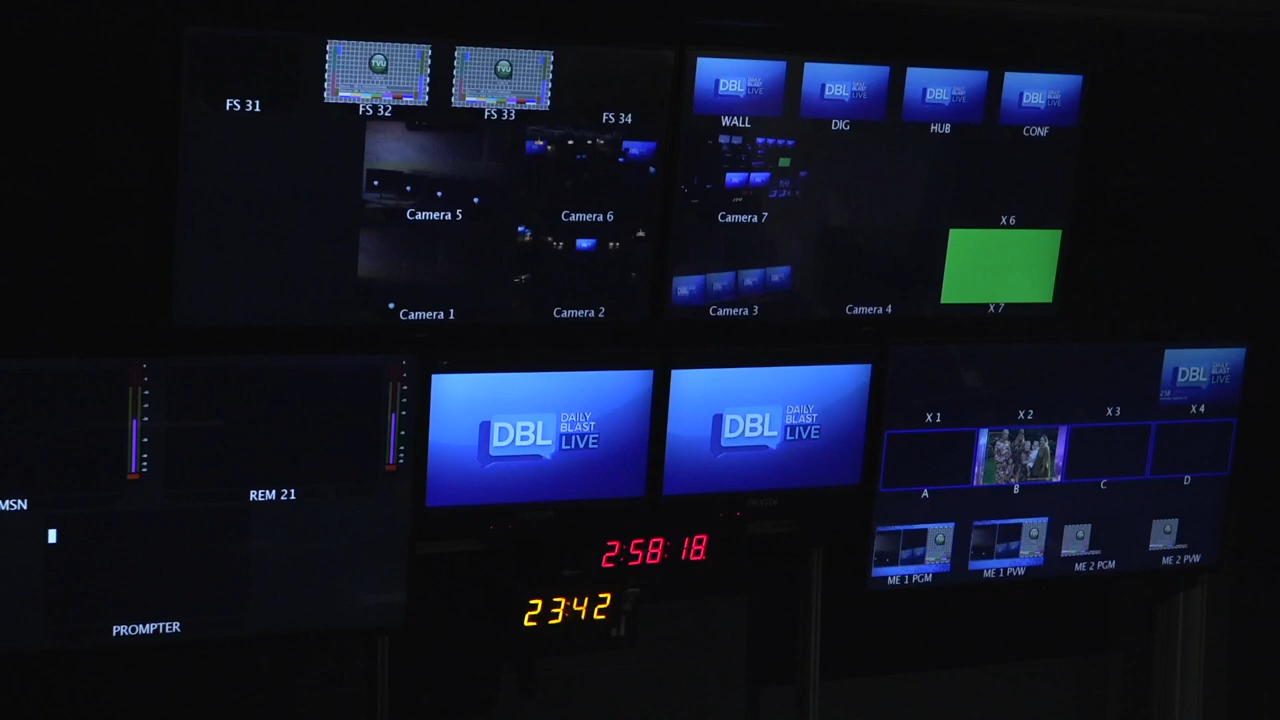 FS 31
TVU
FS 32
TVU
FS 33
FS 34
DBL DAILY BLAST LIVE
WALL
DBL DAILY BLAST LIVE
DIG
DBL DAILY BLAST LIVE
HUB
DBL DAILY BLAST LIVE
CONF
Camera 5
Camera 6
Camera 7
X 6
Camera 1
Camera 2
Camera 3
Camera 4
X 7
MSN
REM 21
PROMPTER
DBL
DAILY
BLAST
LIVE
DBL
DAILY
BLAST
LIVE
2:58:18
23:42
DBL DAILY BLAST LIVE
X 1
X 2
X 3
X 4
A
B
C
D
ME 1 PGM
ME 1 PVW
ME 2 PGM
ME 2 PVW